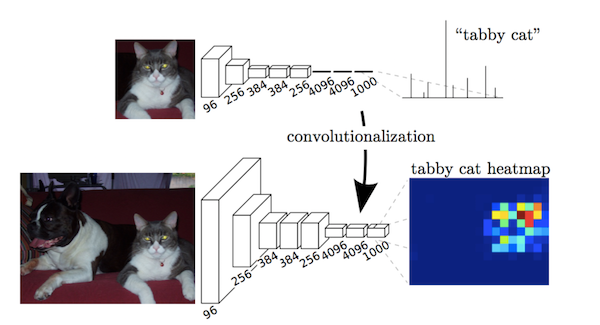 “tabby cat”
96 256 384 384 256 4096 4096 1000
convolutionalization
tabby cat heatmap
96 256 384 384 256 4096 4096 1000